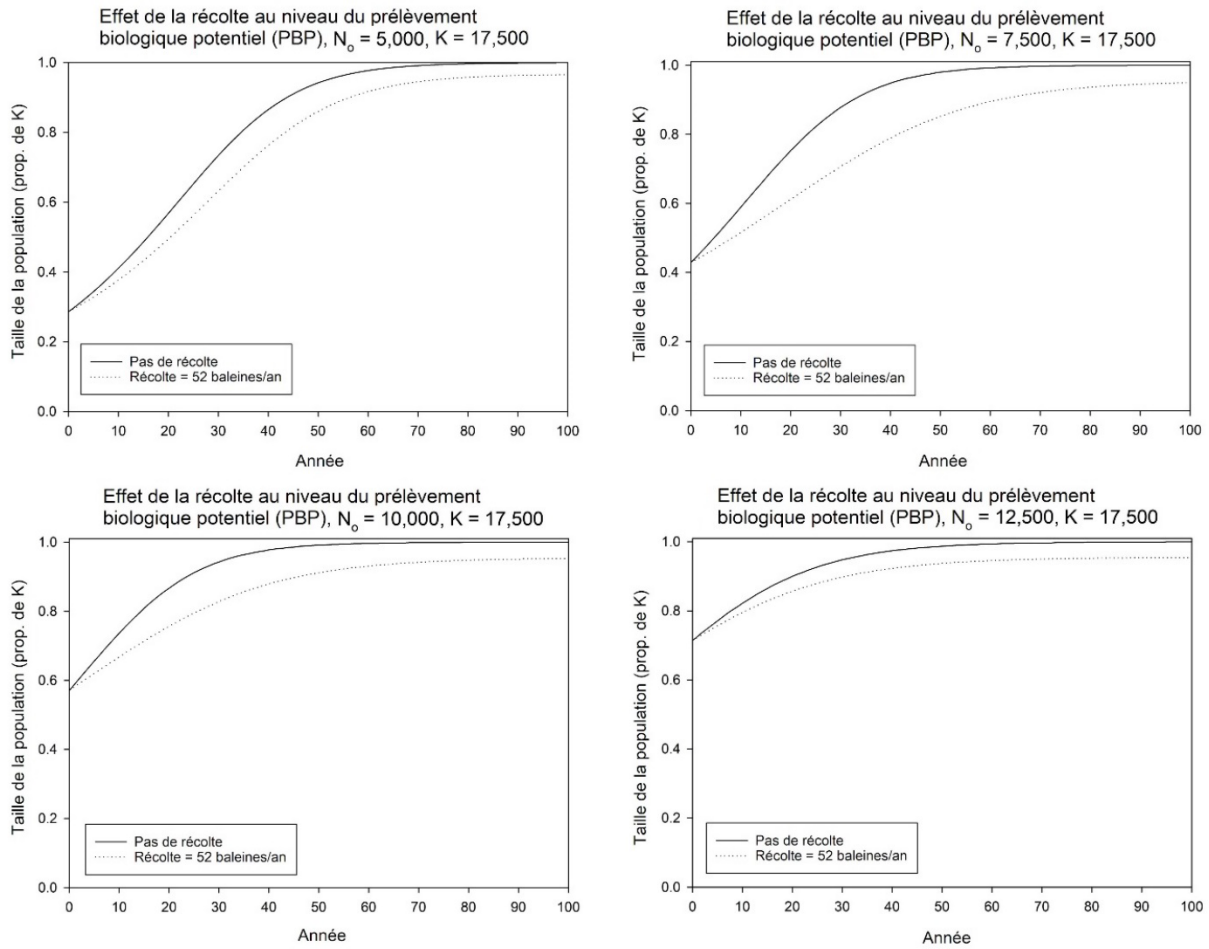 Effet de la récolte au niveau du prélèvement
biologique potentiel (PBP), No = 5,000, K = 17,500
Taille de la population (prop. de K)
1.0
0.8
0.6
0.4
0.2
0.0
Pas de récolte
Récolte = 52 baleines/an
0 10 20 30 40 50 60 70 80 90 100
Année
Effet de la récolte au niveau du prélèvement
biologique potentiel (PBP), No = 7,500, K = 17,500
Taille de la population (prop. de K)
1.0
0.8
0.6
0.4
0.2
0.0
Pas de récolte
Récolte = 52 baleines/an
0 10 20 30 40 50 60 70 80 90 100
Année
Effet de la récolte au niveau du prélèvement
biologique potentiel (PBP), No = 10,000, K = 17,500
Taille de la population (prop. de K)
1.0
0.8
0.6
0.4
0.2
0.0
Pas de récolte
Récolte = 52 baleines/an
0 10 20 30 40 50 60 70 80 90 100
Année
Effet de la récolte au niveau du prélèvement
biologique potentiel (PBP), No = 12,500, K = 17,500
Taille de la population (prop. de K)
1.0
0.8
0.6
0.4
0.2
0.0
Pas de récolte
Récolte = 52 baleines/an
0 10 20 30 40 50 60 70 80 90 100
Année